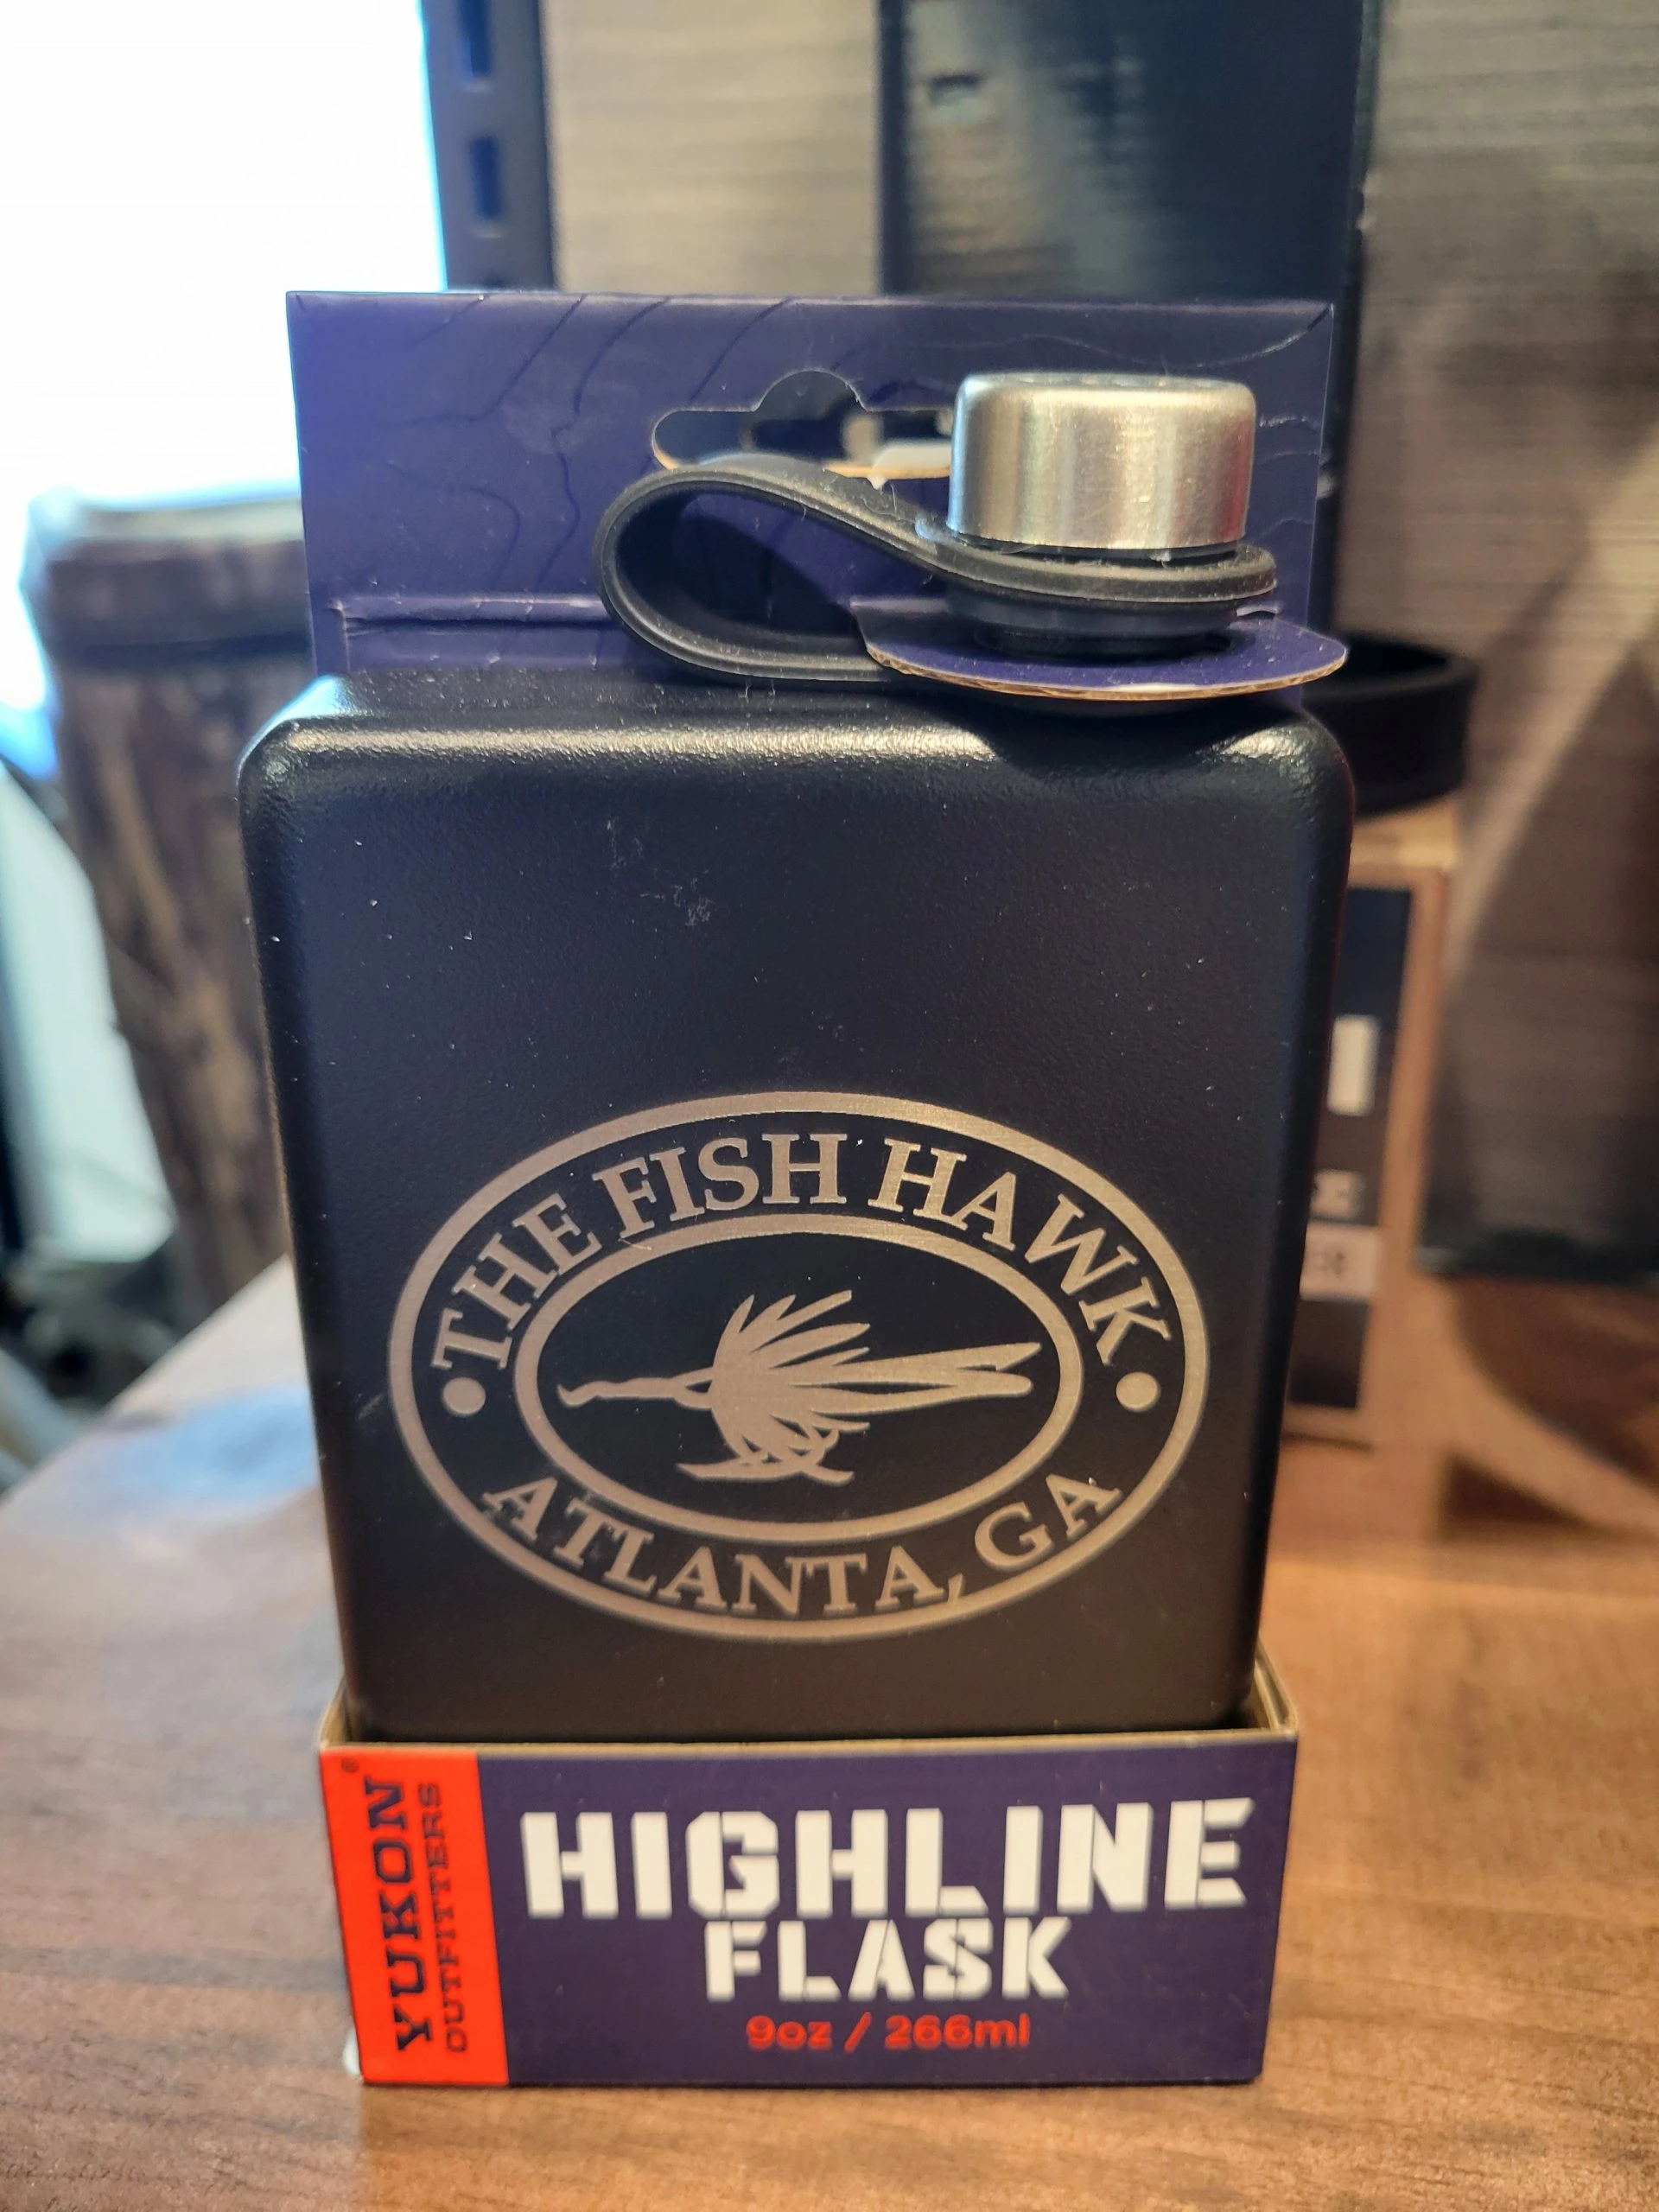 THE FISH HAWK
ATLANTA, GA
YUKON®
OUTFITTERS
HIGHLINE
FLASK
9oz / 266ml